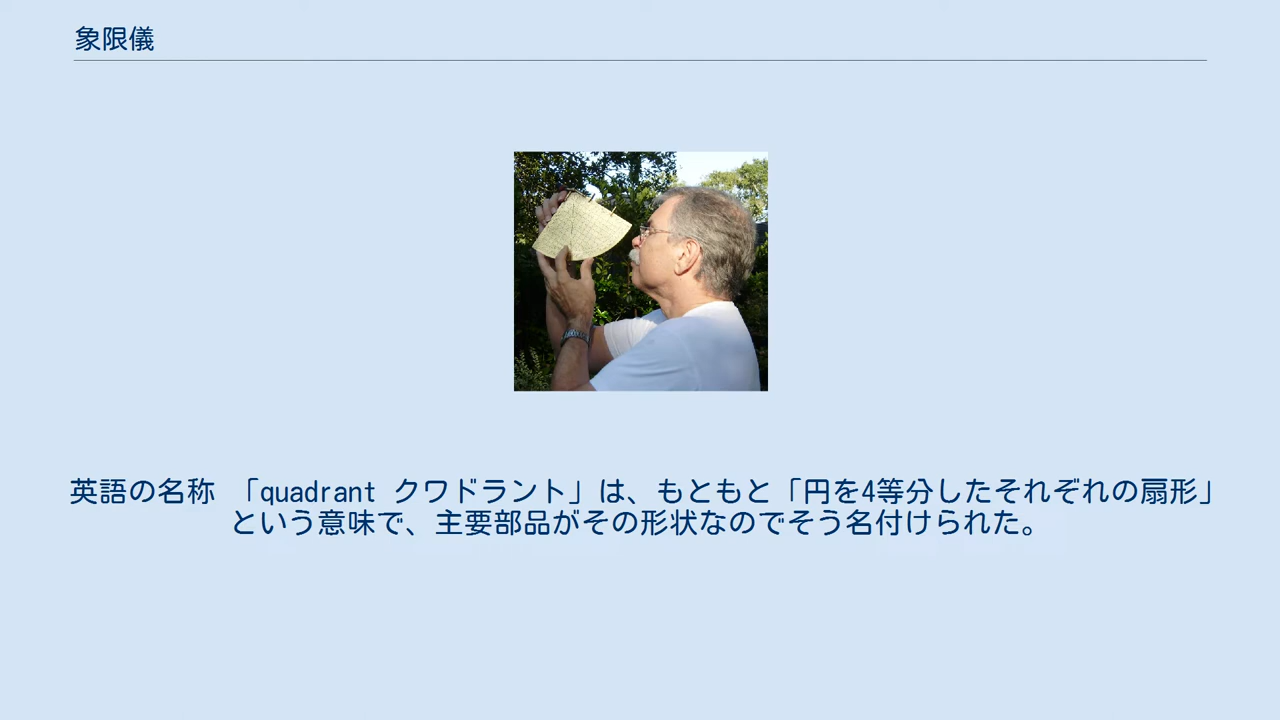 象限儀
英語の名称 「quadrant クワドラント」は、もともと「円を4等分したそれぞれの扇形」
という意味で、主要部品がその形状なのでそう名付けられた。